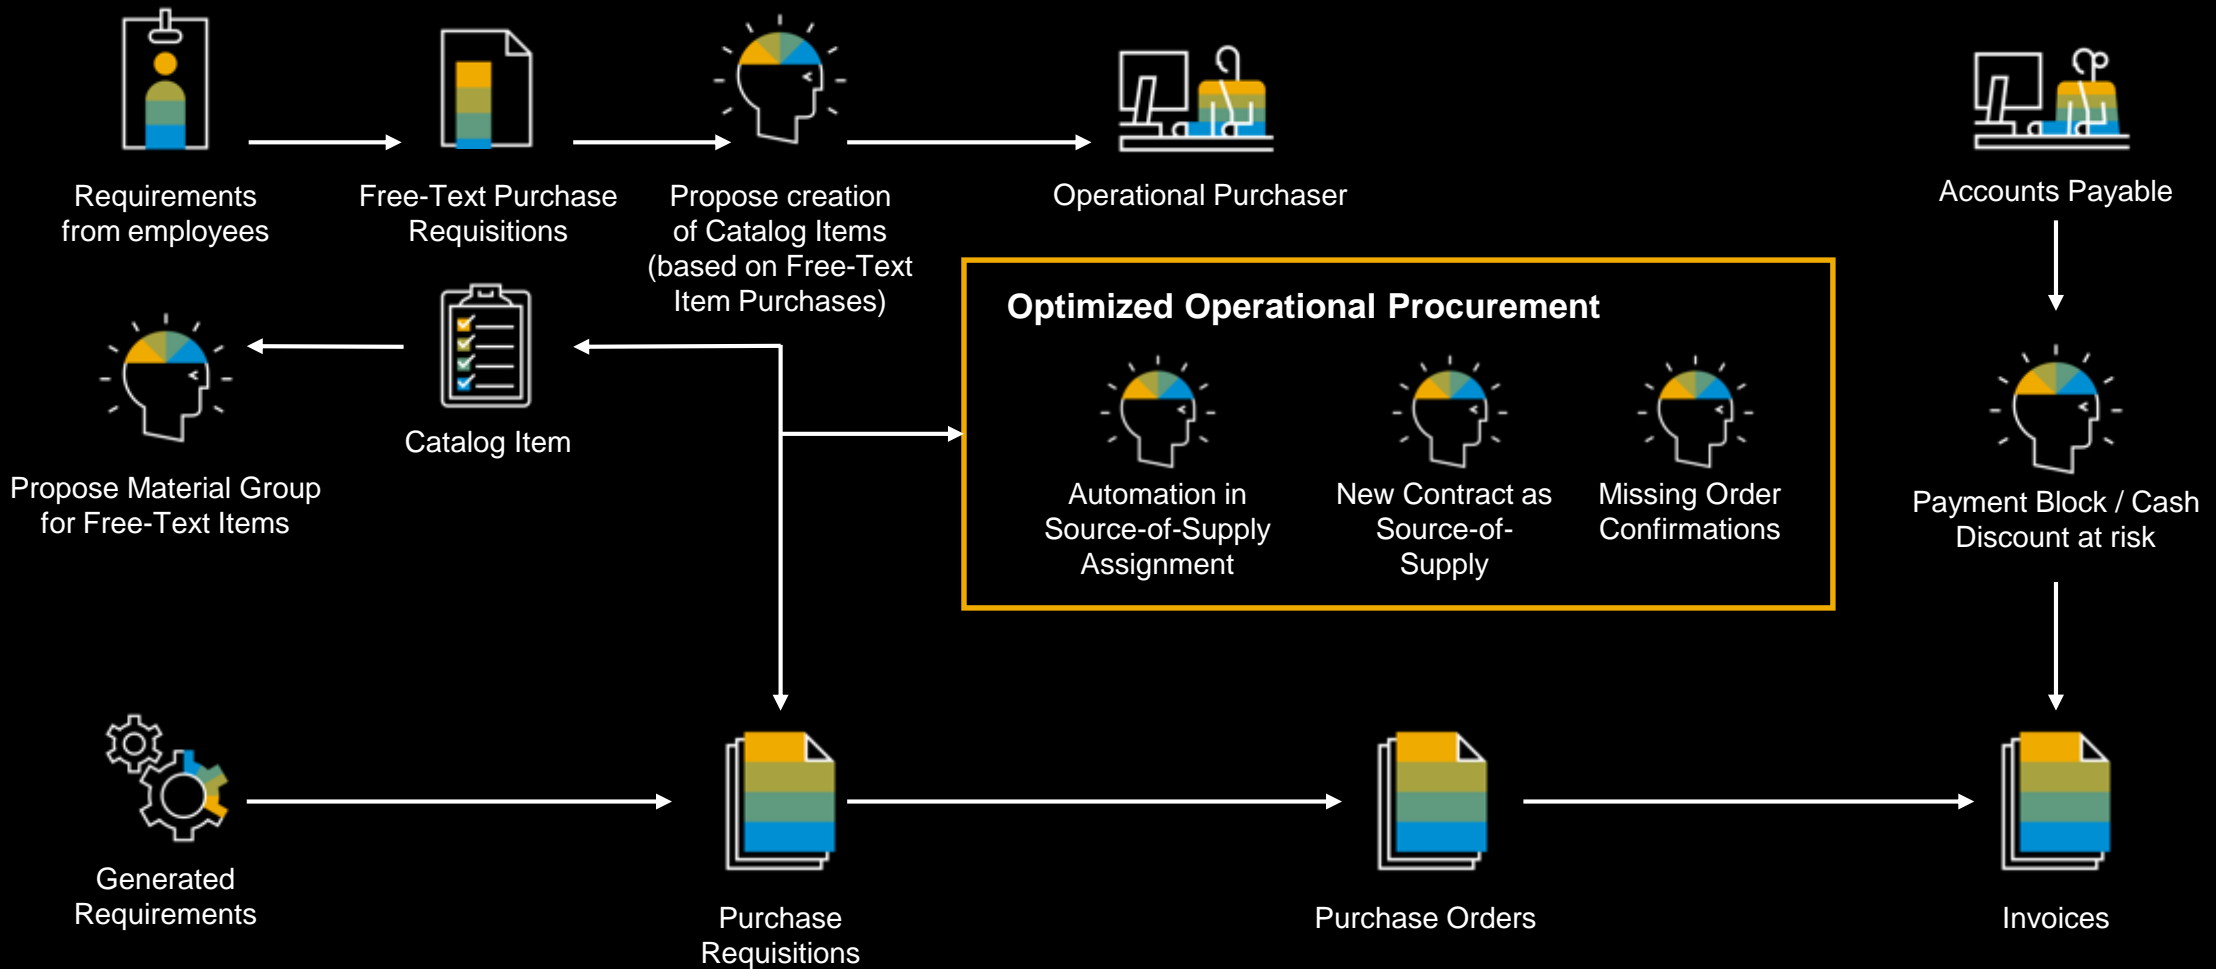 Requirements
from employees
Free-Text Purchase
Requisitions
Propose creation
of Catalog Items
(based on Free-Text
Item Purchases)
Operational Purchaser
Accounts Payable
Optimized Operational Procurement
Catalog Item
Propose Material Group
for Free-Text Items
Automation in
Source-of-Supply
Assignment
New Contract as
Source-of-
Supply
Missing Order
Confirmations
Payment Block / Cash
Discount at risk
Generated
Requirements
Purchase
Requisitions
Purchase Orders
Invoices